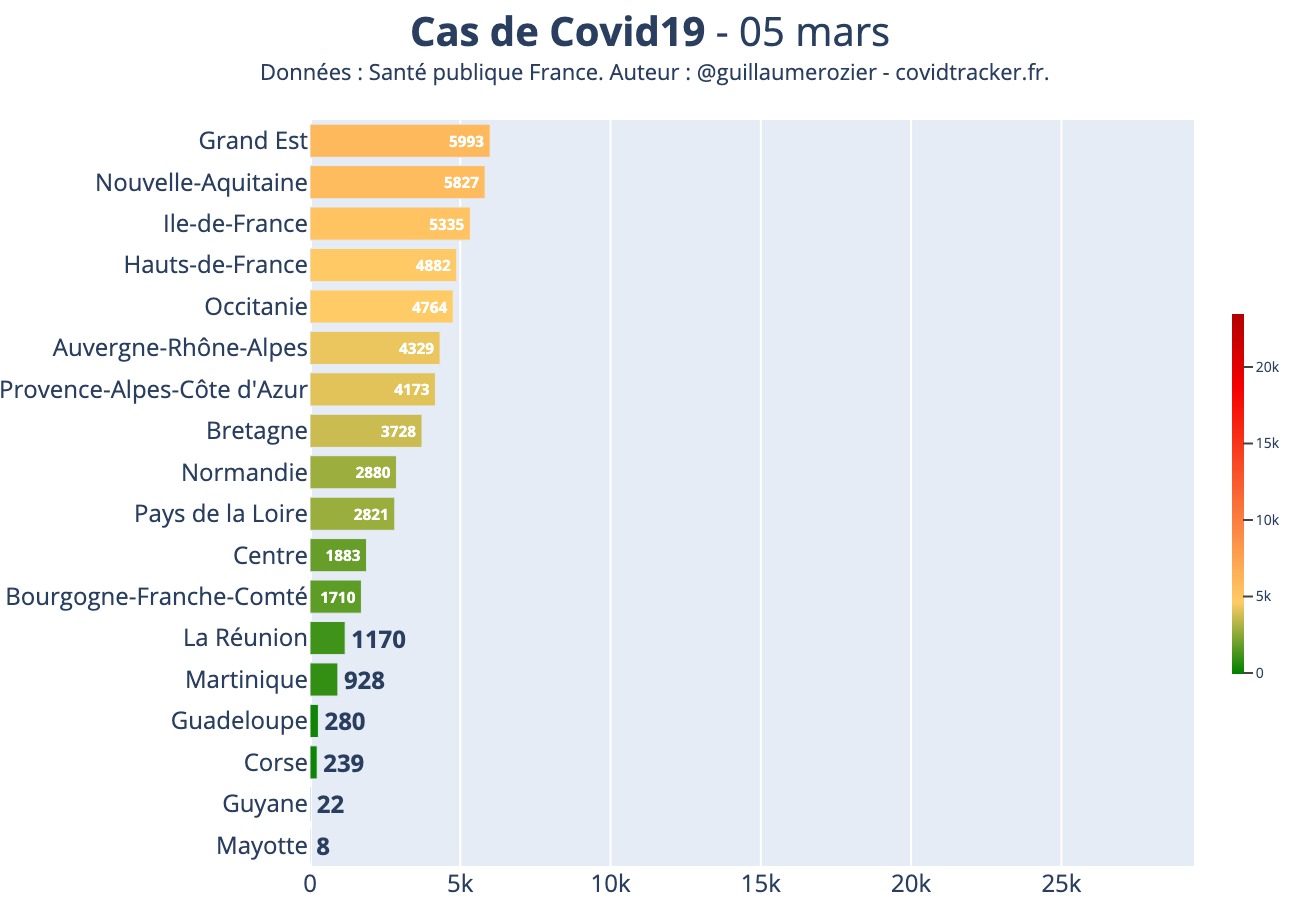 Cas de Covid19 - 05 mars
Données : Santé publique France. Auteur : @guillaumerozier - covidtracker.fr.
Grand Est 5993
Nouvelle-Aquitaine 5827
Ile-de-France 5335
Hauts-de-France 4882
Occitanie 4764
Auvergne-Rhône-Alpes 4329
Provence-Alpes-Côte d'Azur 4173
Bretagne 3728
Normandie 2880
Pays de la Loire 2821
Centre 1883
Bourgogne-Franche-Comté 1710
La Réunion 1170
Martinique 928
Guadeloupe 280
Corse 239
Guyane 22
Mayotte 8
0 5k 10k 15k 20k 25k
20k
15k
10k
5k
0